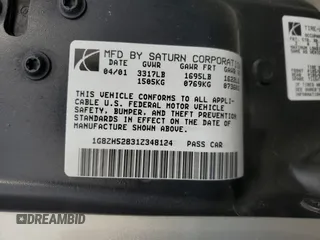 MFD BY SATURN CORPORATION
DATE GVWR GAWR FRT GAWR
04/01 3317LB 1695LB
1505KG 0769KG
THIS VEHICLE CONFORMS TO ALL APPLI-
CABLE U.S. FEDERAL MOTOR VEHICLE
SAFETY, BUMPER, AND THEFT PREVENTION
STANDARDS IN EFFECT ON THE DATE OF
MANUFACTURE SHOWN ABOVE.
1G8ZH52831Z348124 PASS CAR
DREAMBID